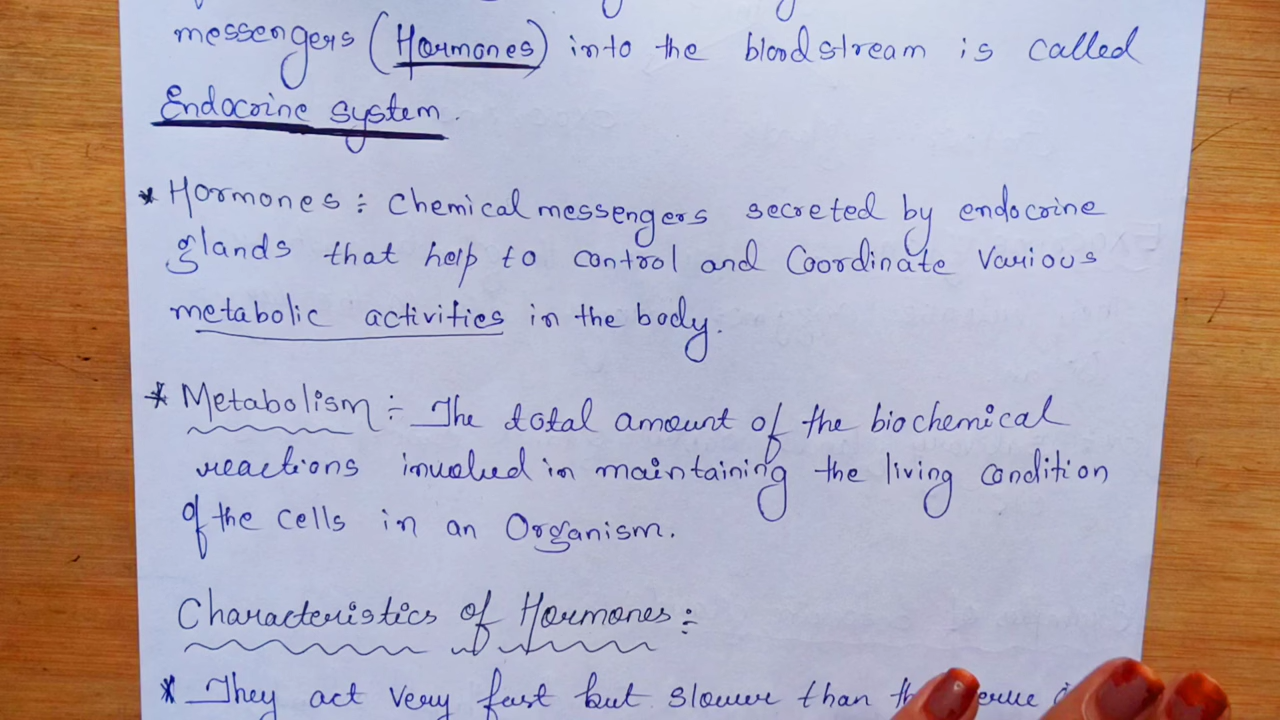 messengers (Hormones) into the bloodstream is called
Endocrine system.
* Hormones : Chemical messengers secreted by endocrine
glands that help to control and Coordinate Various
metabolic activities in the body.
* Metabolism :- The total amount of the biochemical
reactions involved in maintaining the living condition
of the cells in an Organism.
Characteristics of Hormones :-
* They act very fast but slower than